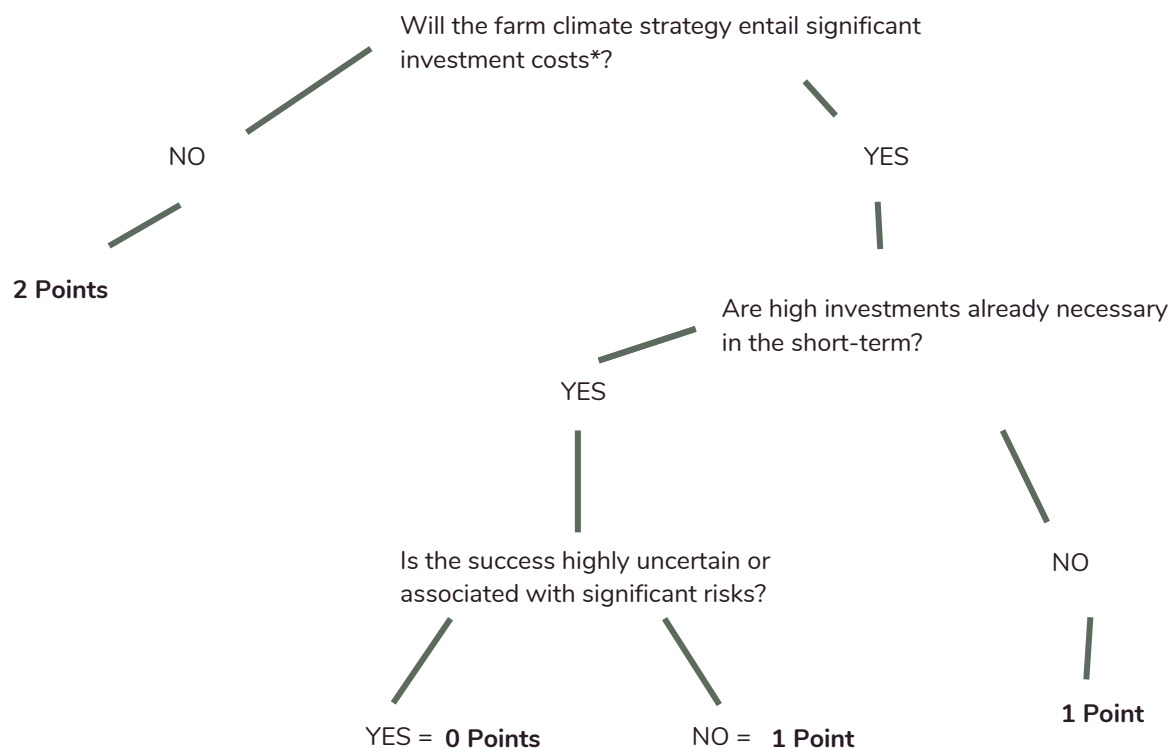 Will the farm climate strategy entail significant
investment costs*?
NO
YES
2 Points
Are high investments already necessary
in the short-term?
YES
Is the success highly uncertain or
associated with significant risks?
NO
1 Point
YES = 0 Points
NO = 1 Point